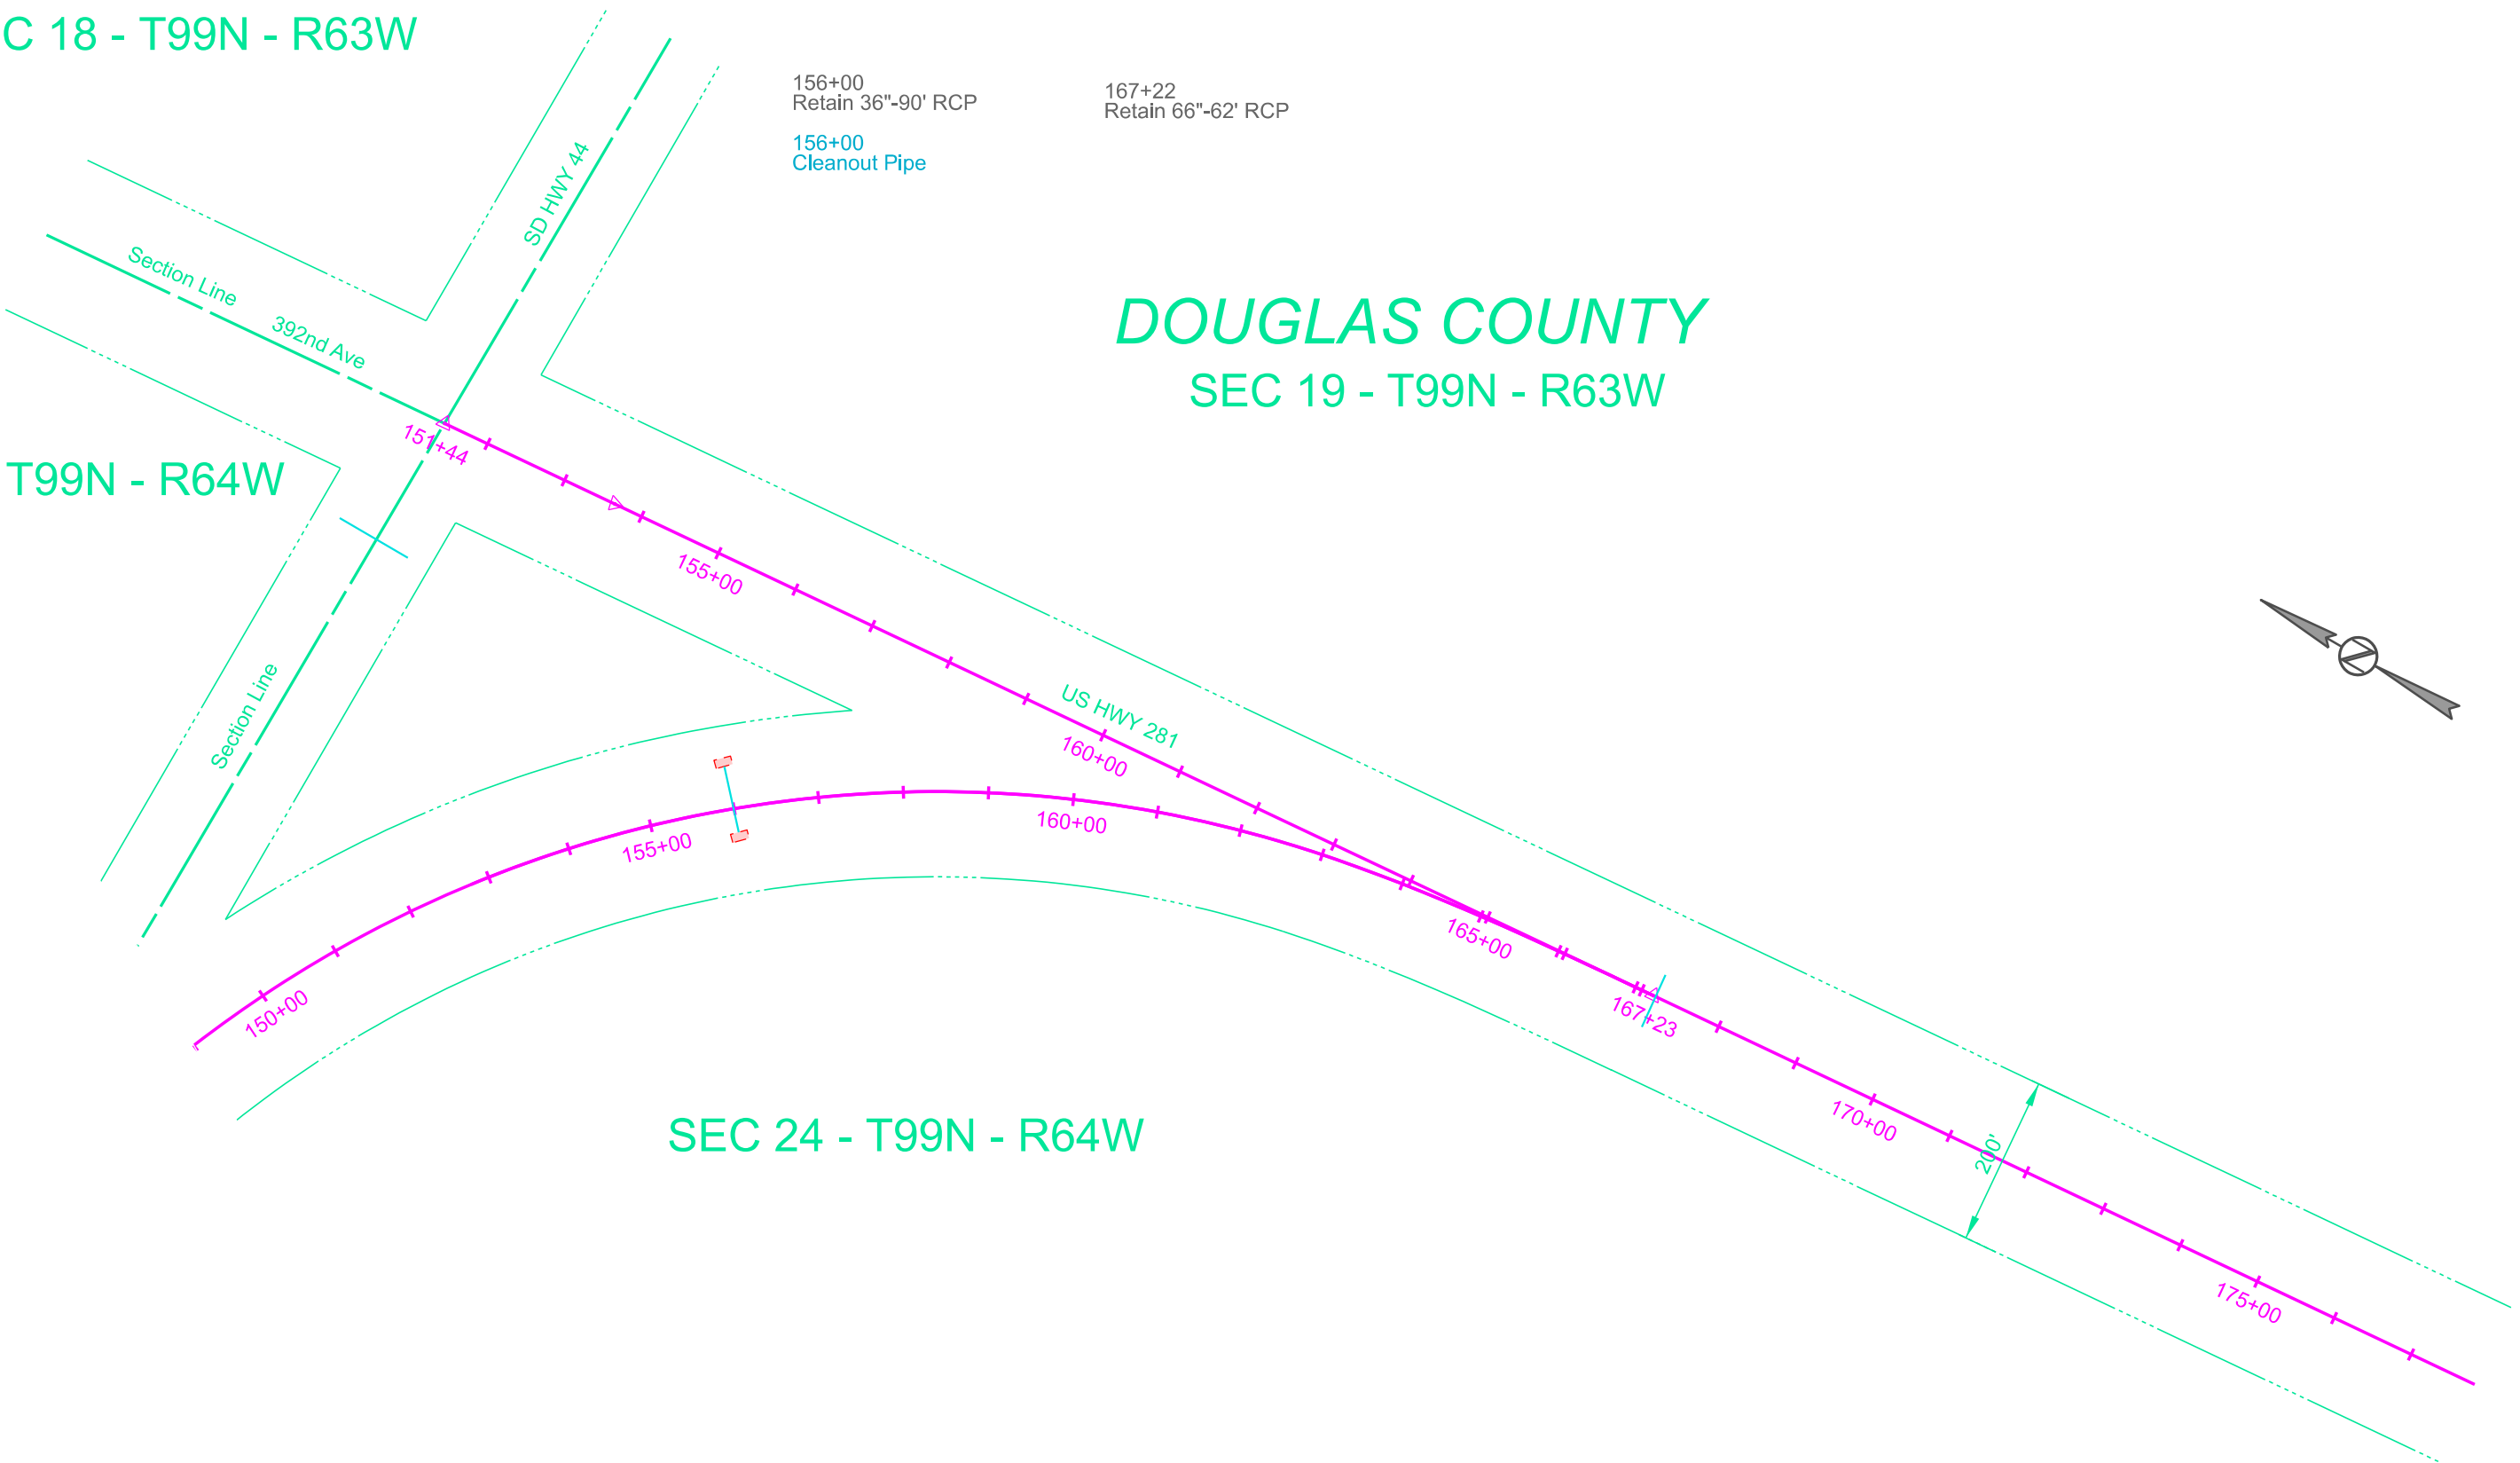 C 18 - T99N - R63W
156+00
Retain 36"-90' RCP
167+22
Retain 66"-62' RCP
156+00
Cleanout Pipe
SD HWY 44
Section Line
392nd Ave
DOUGLAS COUNTY
SEC 19 - T99N - R63W
151+44
T99N - R64W
155+00
Section Line
US HWY 281
160+00
155+00
160+00
165+00
150+00
167+23
170+00
200'
SEC 24 - T99N - R64W
175+00